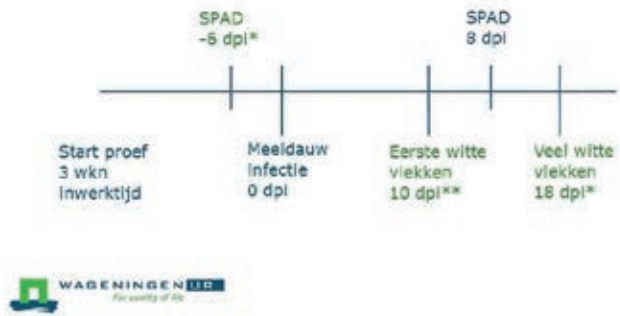 SPAD
-6 dpi*
SPAD
8 dpi
Start proef
3 wkn
inwerktijd
Meeldauw
infectie
0 dpi
Eerste witte
vlekken
10 dpi**
Veel witte
vlekken
18 dpi*
WAGENINGEN UR
For quality of life